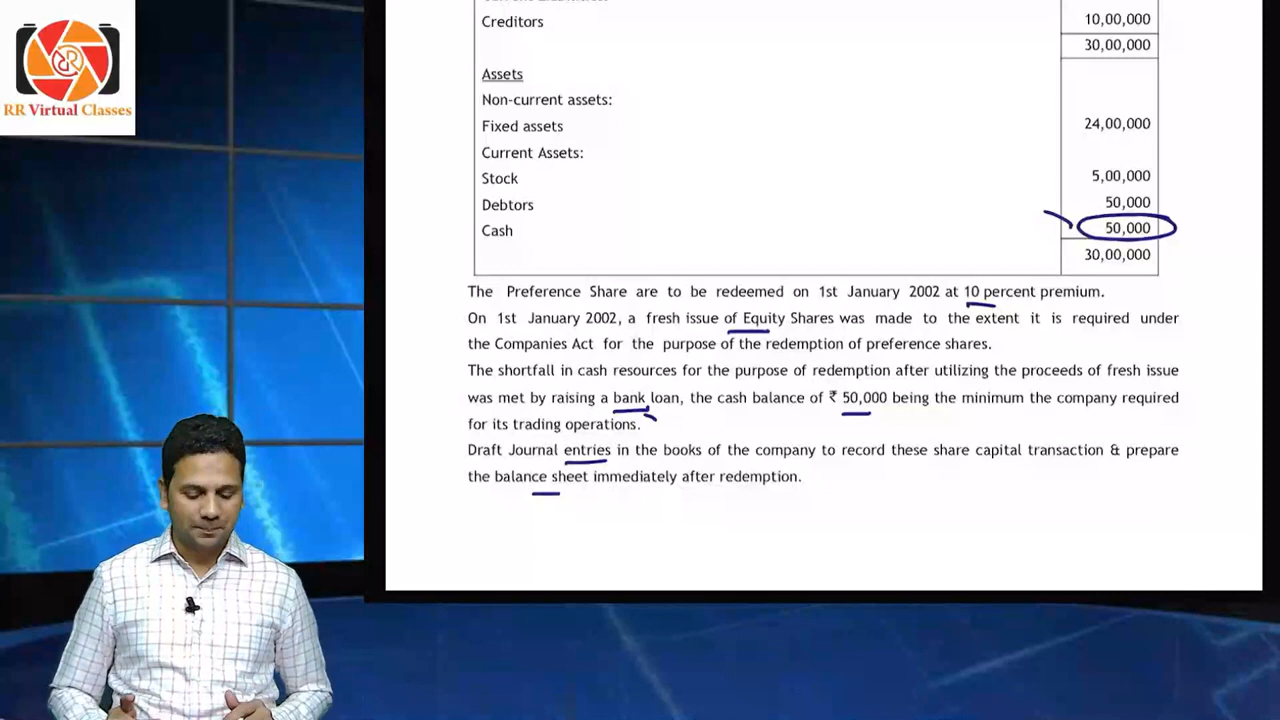 RR Virtual Classes
Creditors 10,00,000
30,00,000
Assets
Non-current assets:
Fixed assets 24,00,000
Current Assets:
Stock 5,00,000
Debtors 50,000
Cash 50,000
30,00,000
The Preference Share are to be redeemed on 1st January 2002 at 10 percent premium.
On 1st January 2002, a fresh issue of Equity Shares was made to the extent it is required under
the Companies Act for the purpose of the redemption of preference shares.
The shortfall in cash resources for the purpose of redemption after utilizing the proceeds of fresh issue
was met by raising a bank loan, the cash balance of ₹ 50,000 being the minimum the company required
for its trading operations.
Draft Journal entries in the books of the company to record these share capital transaction & prepare
the balance sheet immediately after redemption.